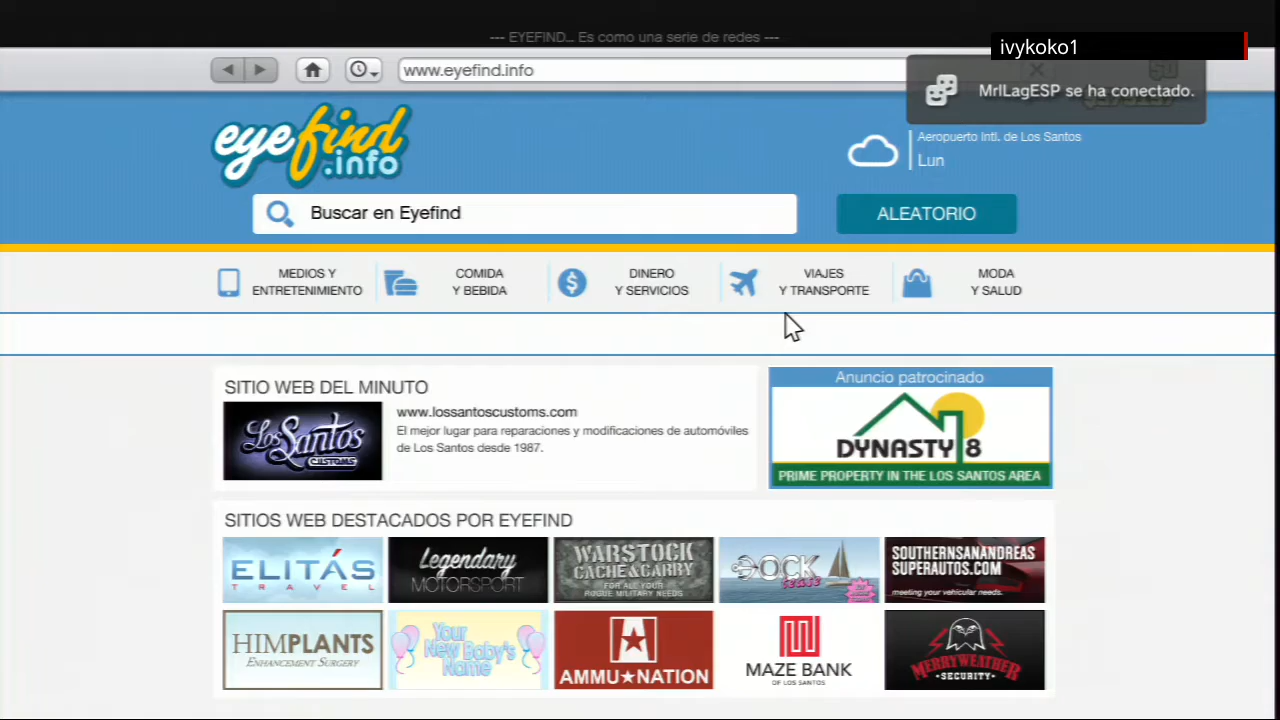 --- EYEFIND_ Es como una serie de redes ---
ivykoko1
www.eyefind.info
MrlLagESP se ha conectado.
eyefind
.info
Aeropuerto Intl. de Los Santos
Lun
Buscar en Eyefind
ALEATORIO
MEDIOS Y
ENTRETENIMIENTO
COMIDA
Y BEBIDA
DINERO
Y SERVICIOS
VIAJES
Y TRANSPORTE
MODA
Y SALUD
SITIO WEB DEL MINUTO
Los Santos
CUSTOMS
www.lossantoscustoms.com
El mejor lugar para reparaciones y modificaciones de automóviles
de Los Santos desde 1987.
Anuncio patrocinado
DYNASTY 8
PRIME PROPERTY IN THE LOS SANTOS AREA
SITIOS WEB DESTACADOS POR EYEFIND
ELITÁS
TRAVEL
Legendary
MOTORSPORT
WARSTOCK
CACHE & CARRY
FOR ALL YOUR
ROGUE MILITARY NEEDS
DOCK
tease
SOUTHERNSANANDREAS
SUPERAUTOS.COM
meeting your vehicular needs.
HIMPLANTS
ENHANCEMENT SURGERY
Your
New Baby's
Name
AMMU★NATION
MAZE BANK
OF LOS SANTOS
MERRYWEATHER
SECURITY